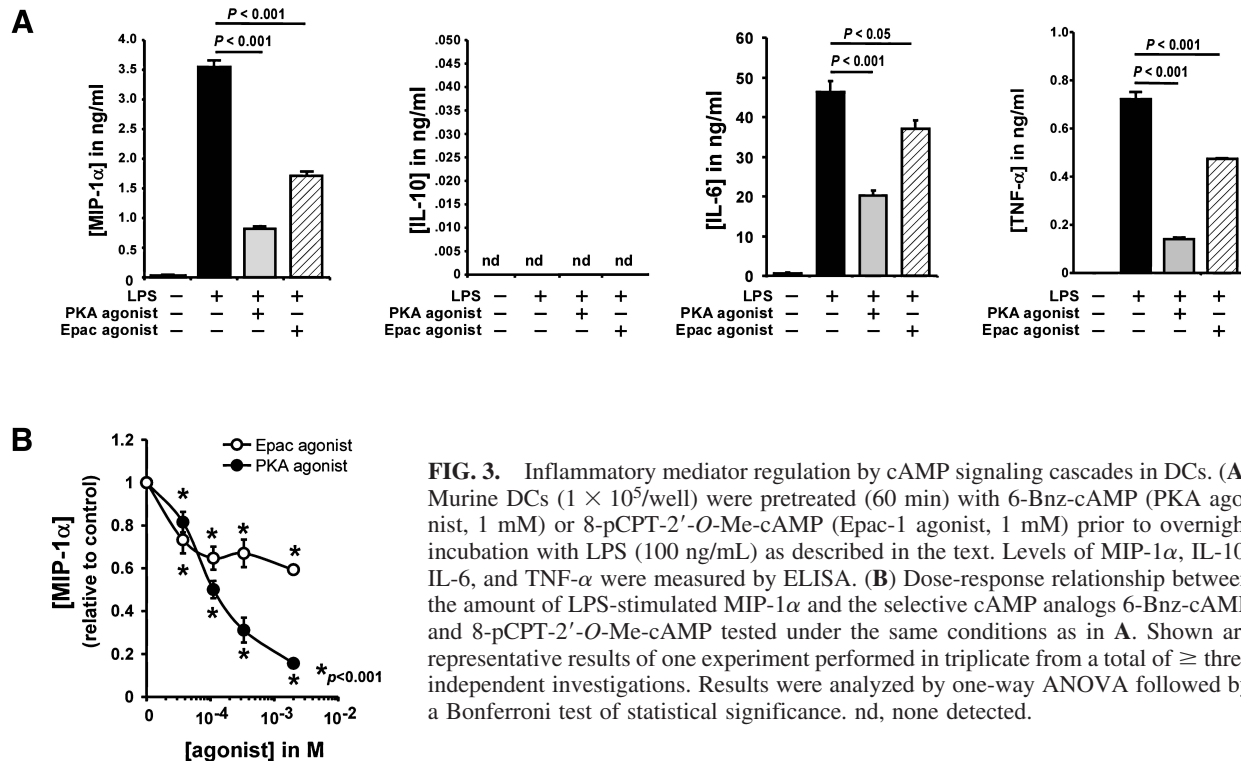 A
P < 0.001
P < 0.001
4.0
3.5
3.0
2.5
2.0
1.5
1.0
0.5
0
[MIP-1α] in ng/ml
LPS − + + +
PKA agonist − − + −
Epac agonist − − − +
.050
.045
.040
.035
.030
.025
.020
.015
.010
.005
0
[IL-10] in ng/ml
nd nd nd nd
LPS − + + +
PKA agonist − − + −
Epac agonist − − − +
P < 0.05
P < 0.001
60
50
40
30
20
10
0
[IL-6] in ng/ml
LPS − + + +
PKA agonist − − + −
Epac agonist − − − +
P < 0.001
P < 0.001
1.0
0.8
0.6
0.4
0.2
0
[TNF-α] in ng/ml
LPS − + + +
PKA agonist − − + −
Epac agonist − − − +
B
Epac agonist
PKA agonist
1.2
1
0.8
0.6
0.4
0.2
0
[MIP-1α]
(relative to control)
* * * *
* * * *
*p<0.001
0 10⁻⁴ 10⁻³ 10⁻²
[agonist] in M
FIG. 3. Inflammatory mediator regulation by cAMP signaling cascades in DCs. (A
Murine DCs (1 × 10⁵/well) were pretreated (60 min) with 6-Bnz-cAMP (PKA ago-
nist, 1 mM) or 8-pCPT-2′-O-Me-cAMP (Epac-1 agonist, 1 mM) prior to overnigh
incubation with LPS (100 ng/mL) as described in the text. Levels of MIP-1α, IL-10
IL-6, and TNF-α were measured by ELISA. (B) Dose-response relationship between
the amount of LPS-stimulated MIP-1α and the selective cAMP analogs 6-Bnz-cAMP
and 8-pCPT-2′-O-Me-cAMP tested under the same conditions as in A. Shown ar
representative results of one experiment performed in triplicate from a total of ≥ thre
independent investigations. Results were analyzed by one-way ANOVA followed by
a Bonferroni test of statistical significance. nd, none detected.